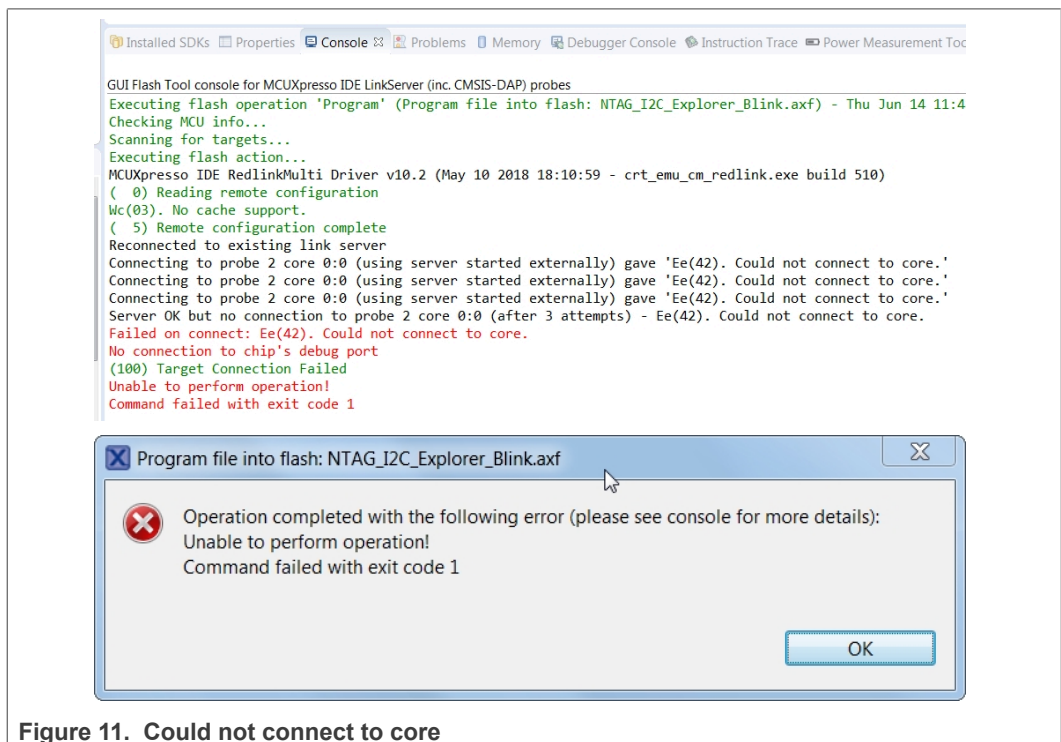 Installed SDKs Properties Console Problems Memory Debugger Console Instruction Trace Power Measurement Toc
GUI Flash Tool console for MCUXpresso IDE LinkServer (inc. CMSIS-DAP) probes
Executing flash operation 'Program' (Program file into flash: NTAG_I2C_Explorer_Blink.axf) - Thu Jun 14 11:4
Checking MCU info...
Scanning for targets...
Executing flash action...
MCUXpresso IDE RedlinkMulti Driver v10.2 (May 10 2018 18:10:59 - crt_emu_cm_redlink.exe build 510)
(  0) Reading remote configuration
Wc(03). No cache support.
(  5) Remote configuration complete
Reconnected to existing link server
Connecting to probe 2 core 0:0 (using server started externally) gave 'Ee(42). Could not connect to core.'
Connecting to probe 2 core 0:0 (using server started externally) gave 'Ee(42). Could not connect to core.'
Connecting to probe 2 core 0:0 (using server started externally) gave 'Ee(42). Could not connect to core.'
Server OK but no connection to probe 2 core 0:0 (after 3 attempts) - Ee(42). Could not connect to core.
Failed on connect: Ee(42). Could not connect to core.
No connection to chip's debug port
(100) Target Connection Failed
Unable to perform operation!
Command failed with exit code 1
Program file into flash: NTAG_I2C_Explorer_Blink.axf
Operation completed with the following error (please see console for more details):
Unable to perform operation!
Command failed with exit code 1
OK
Figure 11. Could not connect to core